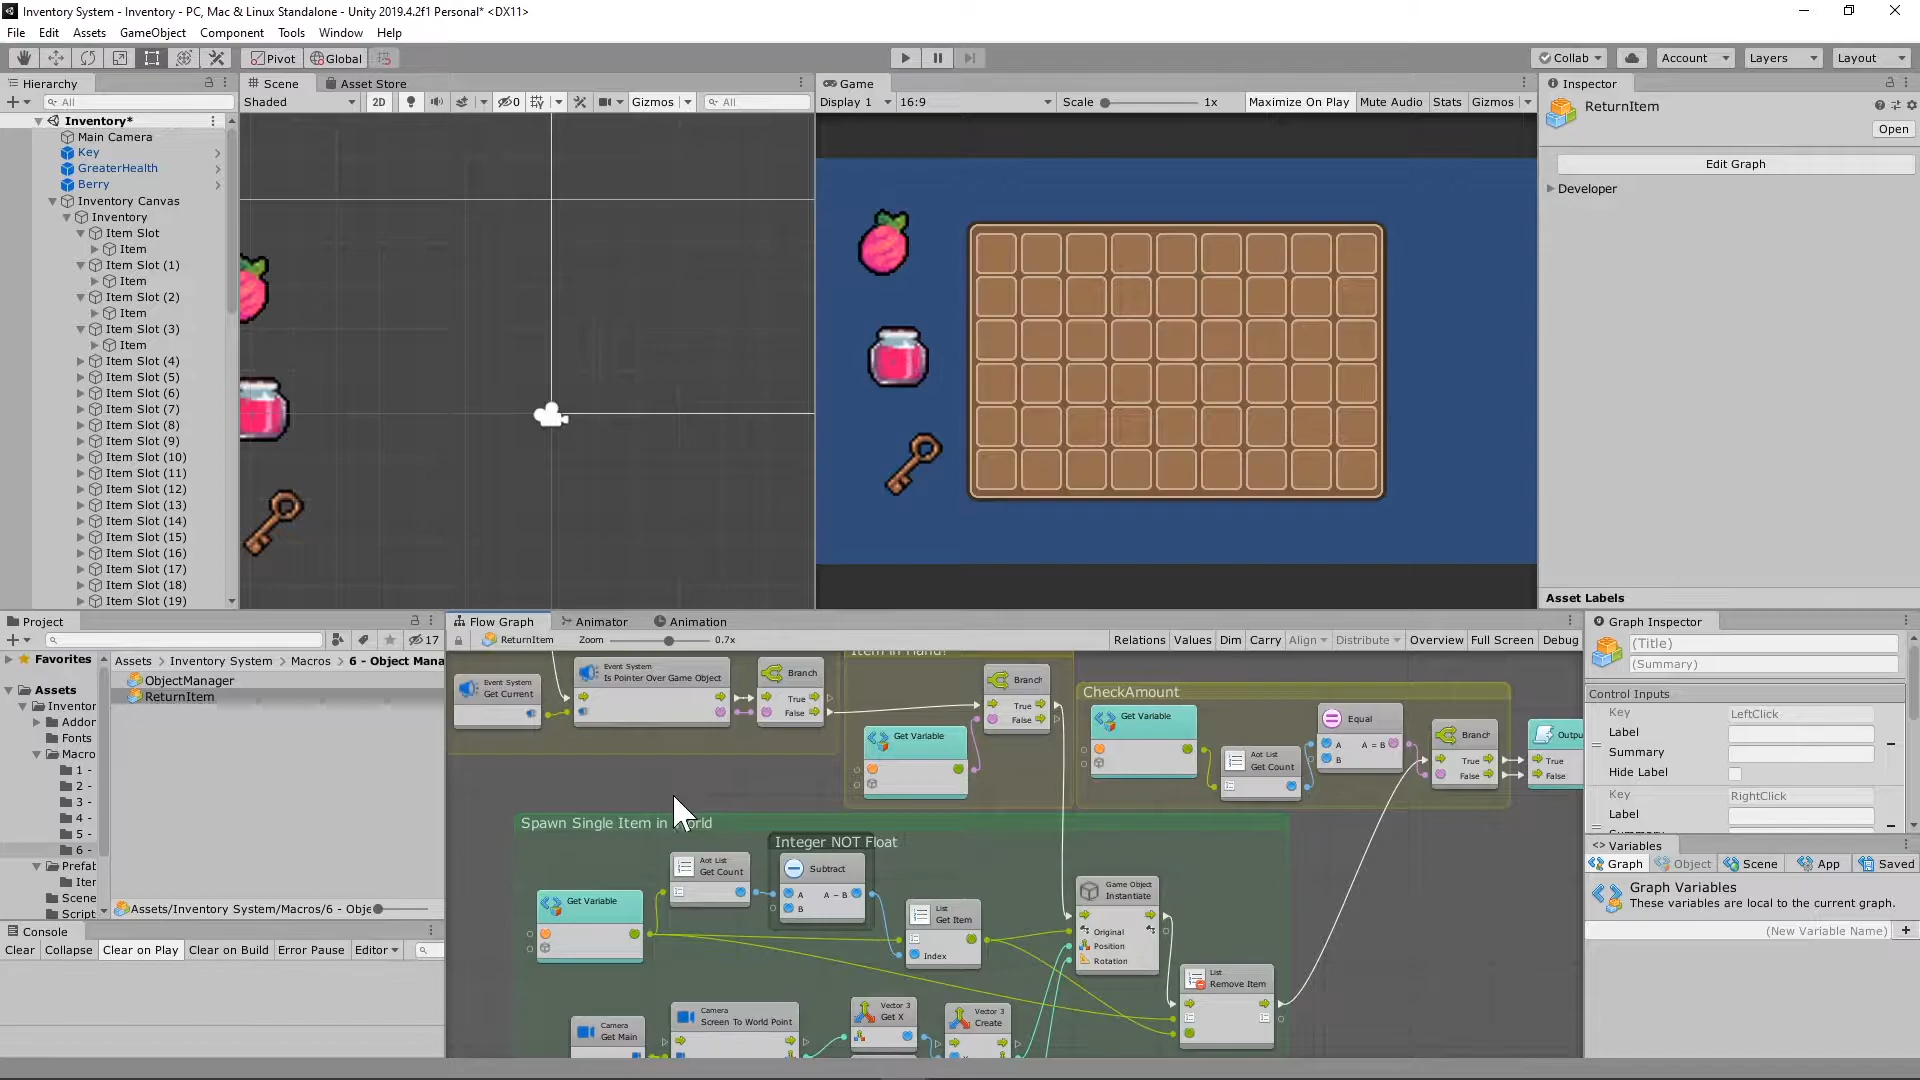 Inventory System - Inventory - PC, Mac & Linux Standalone - Unity 2019.4.2f1 Personal* <DX11>
File Edit Assets GameObject Component Tools Window Help
Pivot Global Collab Account Layers Layout
Hierarchy
All
Inventory*
Main Camera
Key
GreaterHealth
Berry
Inventory Canvas
Inventory
Item Slot
Item
Item Slot (1)
Item
Item Slot (2)
Item
Item Slot (3)
Item
Item Slot (4)
Item Slot (5)
Item Slot (6)
Item Slot (7)
Item Slot (8)
Item Slot (9)
Item Slot (10)
Item Slot (11)
Item Slot (12)
Item Slot (13)
Item Slot (14)
Item Slot (15)
Item Slot (16)
Item Slot (17)
Item Slot (18)
Item Slot (19)
Scene Asset Store
Shaded 2D 0 Gizmos All
Game
Display 1 16:9 Scale 1x Maximize On Play Mute Audio Stats Gizmos
Inspector
ReturnItem
Open
Edit Graph
Developer
Asset Labels
Project
17
Favorites
Assets
Inventor
Addor
Fonts
Macro
1 -
2 -
3 -
4 -
5 -
6 -
Prefab
Iter
Scene
Script
Assets > Inventory System > Macros > 6 - Object Mana
ObjectManager
ReturnItem
Assets/Inventory System/Macros/6 - Obje
Console
Clear Collapse Clear on Play Clear on Build Error Pause Editor
Flow Graph Animator Animation
ReturnItem Zoom 0.7x Relations Values Dim Carry Align Distribute Overview Full Screen Debug
Event System
Get Current
Event System
Is Pointer Over Game Object
Branch
True
False
Item in Hand?
Branch
True
False
Get Variable
CheckAmount
Get Variable
Aot List
Get Count
Equal
A A = B
B
Branch
True
False
Outpu
True
False
Spawn Single Item in orld
Integer NOT Float
Aot List
Get Count
Subtract
A A − B
B
Get Variable
List
Get Item
Index
Game Object
Instantiate
Original
Position
Rotation
List
Remove Item
Camera
Get Main
Camera
Screen To World Point
Vector 3
Get X
Vector 3
Create
Graph Inspector
(Title)
(Summary)
Control Inputs
Key LeftClick
Label
Summary
Hide Label
Key RightClick
Label
Variables
Graph Object Scene App Saved
Graph Variables
These variables are local to the current graph.
(New Variable Name)